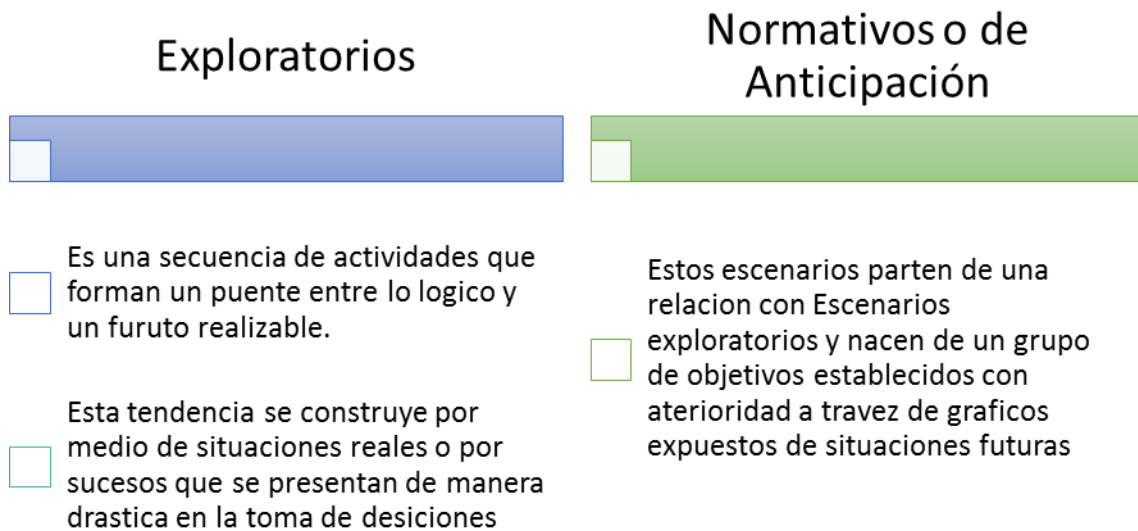 Exploratorios
Es una secuencia de actividades que
forman un puente entre lo logico y
un furuto realizable.
Esta tendencia se construye por
medio de situaciones reales o por
sucesos que se presentan de manera
drastica en la toma de desiciones
Normativos o de
Anticipación
Estos escenarios parten de una
relacion con Escenarios
exploratorios y nacen de un grupo
de objetivos establecidos con
aterioridad a travez de graficos
expuestos de situaciones futuras